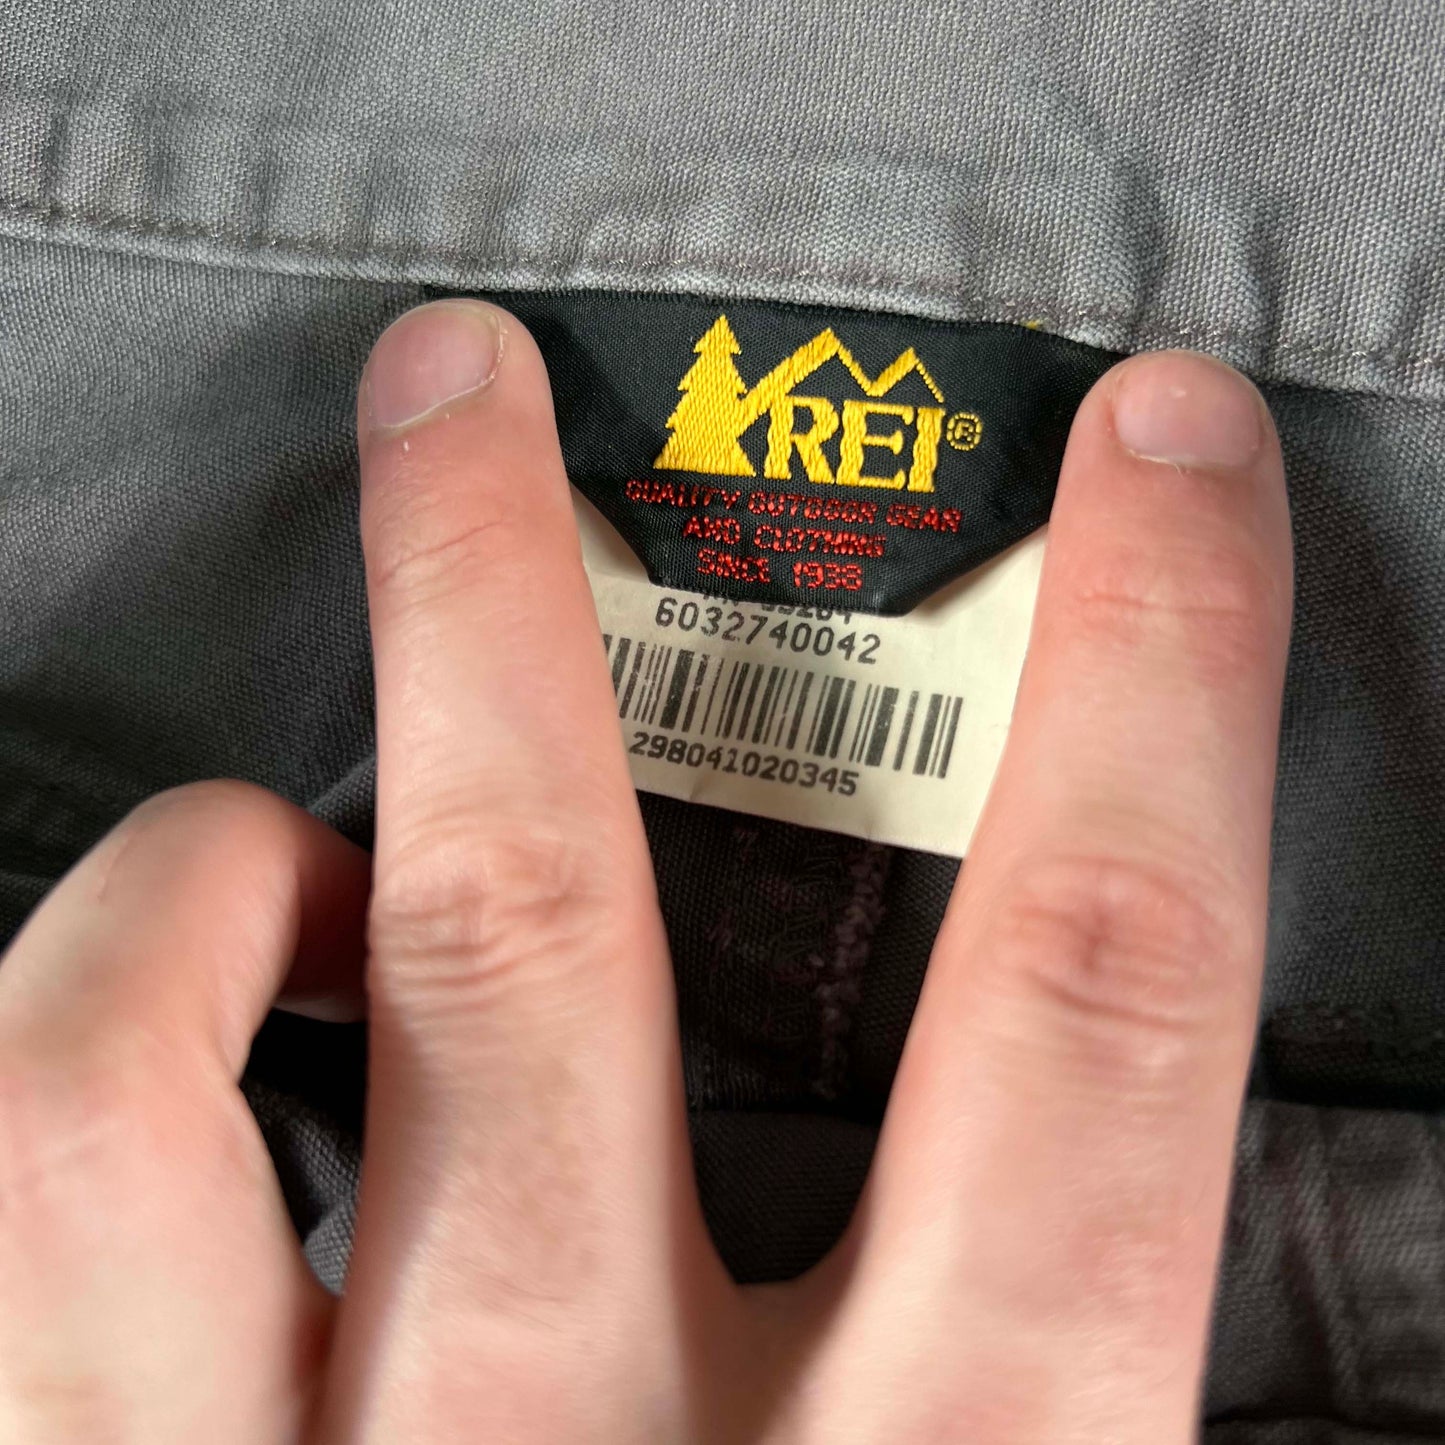 REI®
QUALITY OUTDOOR GEAR
AND CLOTHING
SINCE 1938
6032740042
298041020345